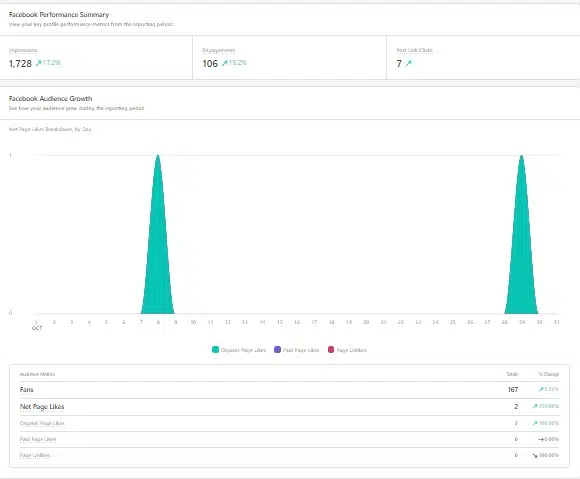 Facebook Performance Summary
View your key profile performance metrics from the reporting period.
Impressions
Engagements
Post Link Clicks
1,728 ↗17.2%
106 ↗15.2%
7 ↗
Facebook Audience Growth
See how your audience grew during the reporting period.
Net Page Likes Breakdown, by Day
1
0
1 2 3 4 5 6 7 8 9 10 11 12 13 14 15 16 17 18 19 20 21 22 23 24 25 26 27 28 29 30 31
OCT
Organic Page Likes Paid Page Likes Page Unlikes
Audience Metrics Totals % Change
Fans 167
Net Page Likes 2
Organic Page Likes 2 ↗100.00%
Paid Page Likes 0 →0.00%
Page Unlikes 0 ↘100.00%